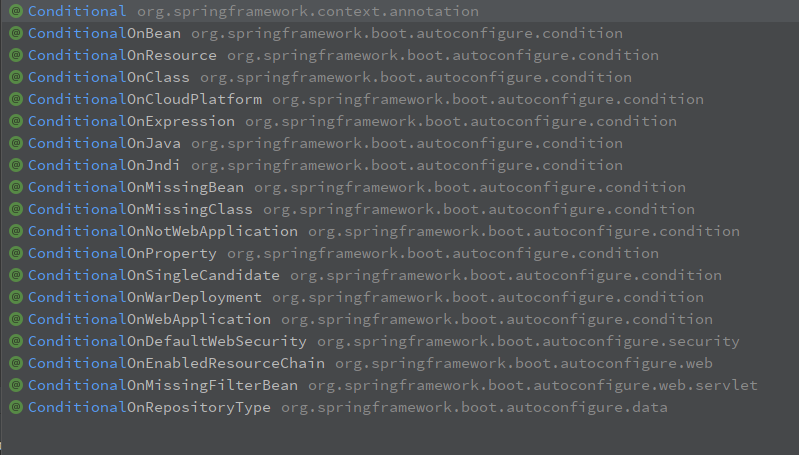 @ Conditional org.springframework.context.annotation
@ ConditionalOnBean org.springframework.boot.autoconfigure.condition
@ ConditionalOnResource org.springframework.boot.autoconfigure.condition
@ ConditionalOnClass org.springframework.boot.autoconfigure.condition
@ ConditionalOnCloudPlatform org.springframework.boot.autoconfigure.condition
@ ConditionalOnExpression org.springframework.boot.autoconfigure.condition
@ ConditionalOnJava org.springframework.boot.autoconfigure.condition
@ ConditionalOnJndi org.springframework.boot.autoconfigure.condition
@ ConditionalOnMissingBean org.springframework.boot.autoconfigure.condition
@ ConditionalOnMissingClass org.springframework.boot.autoconfigure.condition
@ ConditionalOnNotWebApplication org.springframework.boot.autoconfigure.condition
@ ConditionalOnProperty org.springframework.boot.autoconfigure.condition
@ ConditionalOnSingleCandidate org.springframework.boot.autoconfigure.condition
@ ConditionalOnWarDeployment org.springframework.boot.autoconfigure.condition
@ ConditionalOnWebApplication org.springframework.boot.autoconfigure.condition
@ ConditionalOnDefaultWebSecurity org.springframework.boot.autoconfigure.security
@ ConditionalOnEnabledResourceChain org.springframework.boot.autoconfigure.web
@ ConditionalOnMissingFilterBean org.springframework.boot.autoconfigure.web.servlet
@ ConditionalOnRepositoryType org.springframework.boot.autoconfigure.data